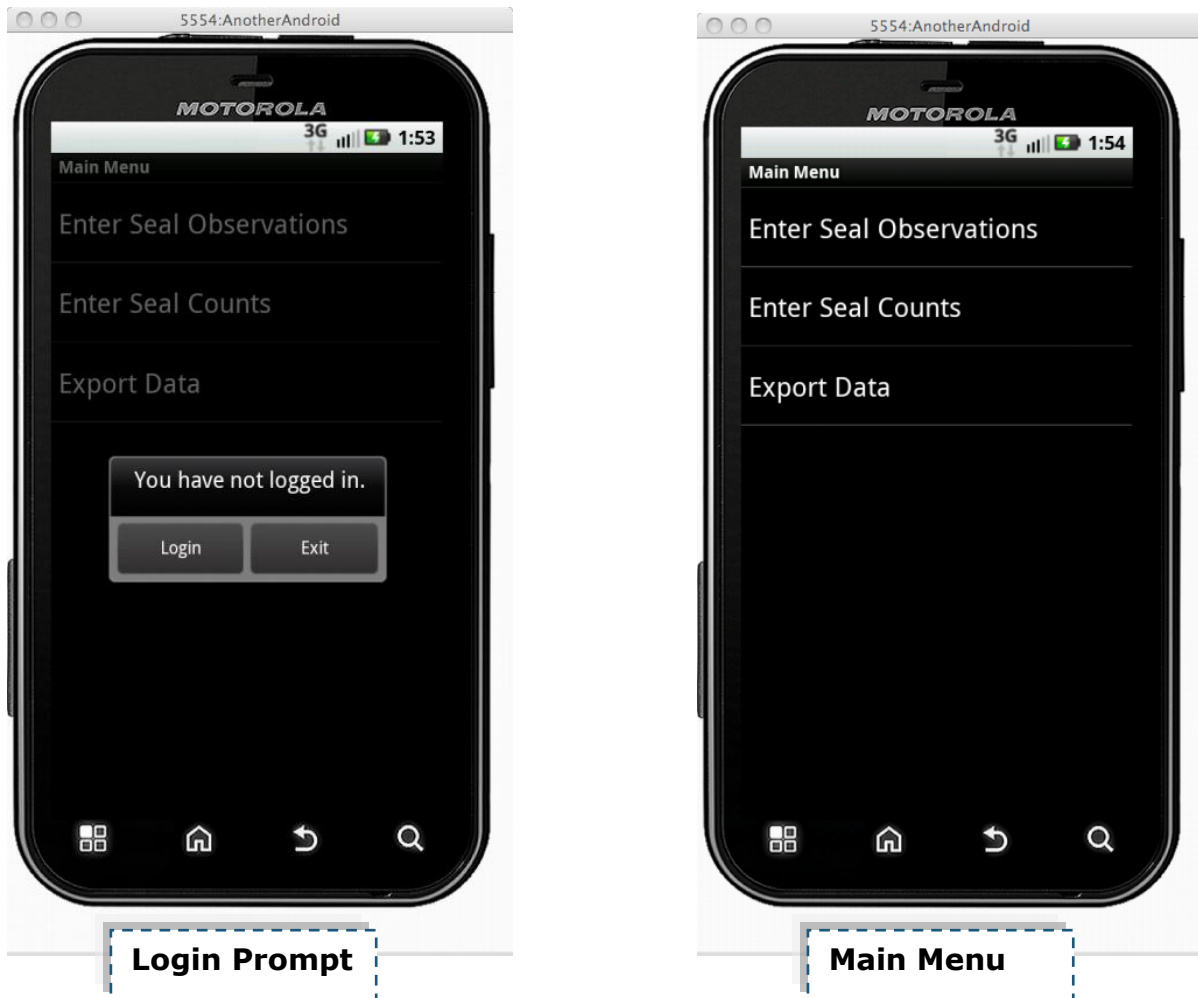 5554:AnotherAndroid
MOTOROLA
3G 1:53
Main Menu
Enter Seal Observations
Enter Seal Counts
Export Data
You have not logged in.
Login Exit
Login Prompt
5554:AnotherAndroid
MOTOROLA
3G 1:54
Main Menu
Enter Seal Observations
Enter Seal Counts
Export Data
Main Menu